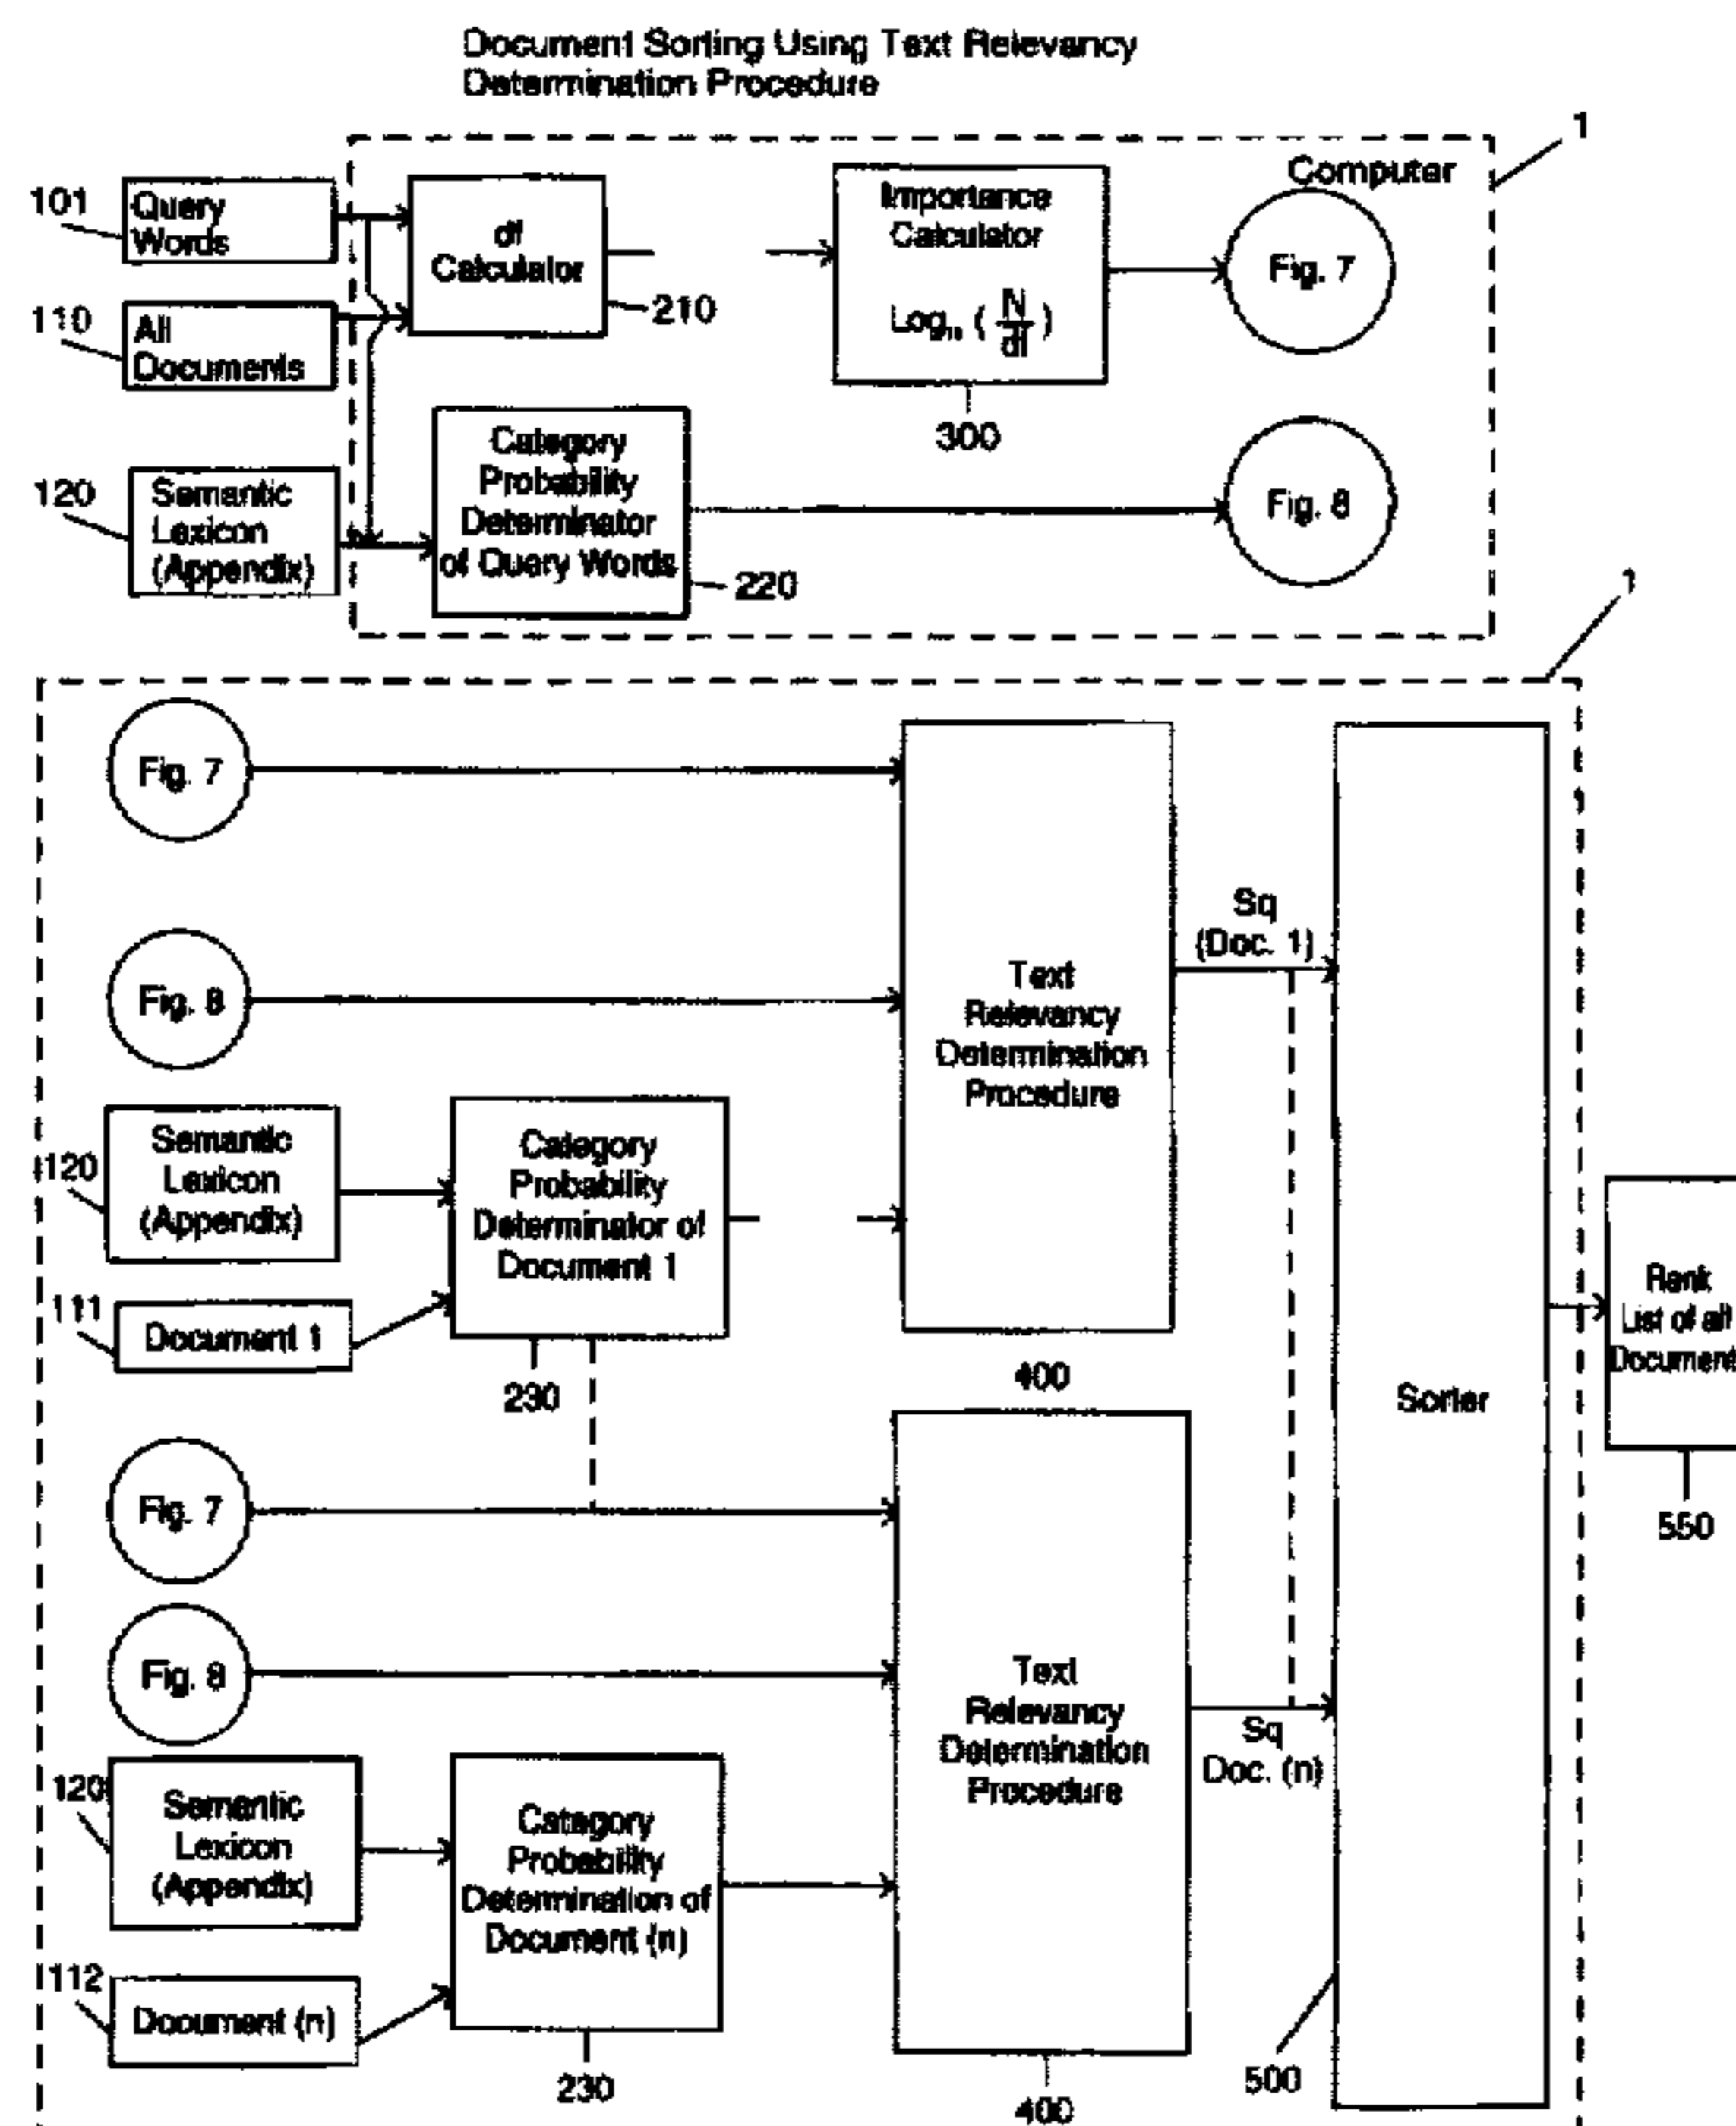 Document Sorting Using Text Relevancy
Determination Procedure
1
Computer
101
Query
Words
df
Calculator
210
Importance
Calculator
Log ( N
df )
300
Fig. 7
110
All
Documents
120
Semantic
Lexicon
(Appendix)
Category
Probability
Determinator
of Query Words
220
Fig. 8
1
Fig. 7
Fig. 8
120
Semantic
Lexicon
(Appendix)
111
Document 1
Category
Probability
Determinator of
Document 1
230
Text
Relevancy
Determination
Procedure
400
Sq
(Doc. 1)
Sorter
Rank
List of all
Document
550
Fig. 7
Fig. 8
120
Semantic
Lexicon
(Appendix)
112
Document (n)
Category
Probability
Determination of
Document (n)
230
Text
Relevancy
Determination
Procedure
400
Sq
Doc. (n)
500